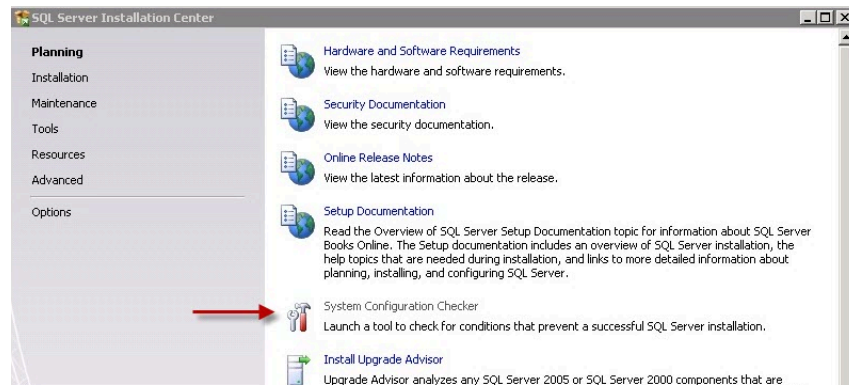 SQL Server Installation Center
Planning
Installation
Maintenance
Tools
Resources
Advanced
Options
Hardware and Software Requirements
View the hardware and software requirements.
Security Documentation
View the security documentation.
Online Release Notes
View the latest information about the release.
Setup Documentation
Read the Overview of SQL Server Setup Documentation topic for information about SQL Server
Books Online. The Setup documentation includes an overview of SQL Server installation, the
help topics that are needed during installation, and links to more detailed information about
planning, installing, and configuring SQL Server.
System Configuration Checker
Launch a tool to check for conditions that prevent a successful SQL Server installation.
Install Upgrade Advisor
Upgrade Advisor analyzes any SQL Server 2005 or SQL Server 2000 components that are